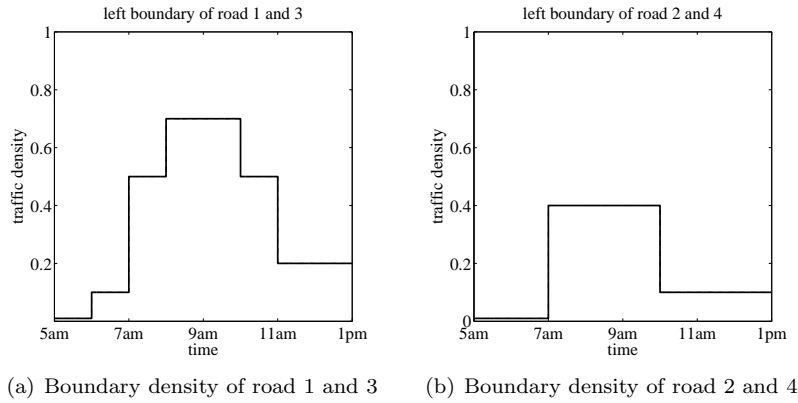 left boundary of road 1 and 3
1
0.8
0.6
0.4
0.2
traffic density
5am 7am 9am 11am 1pm
time
(a) Boundary density of road 1 and 3
left boundary of road 2 and 4
1
0.8
0.6
0.4
0.2
0
traffic density
5am 7am 9am 11am 1pm
time
(b) Boundary density of road 2 and 4